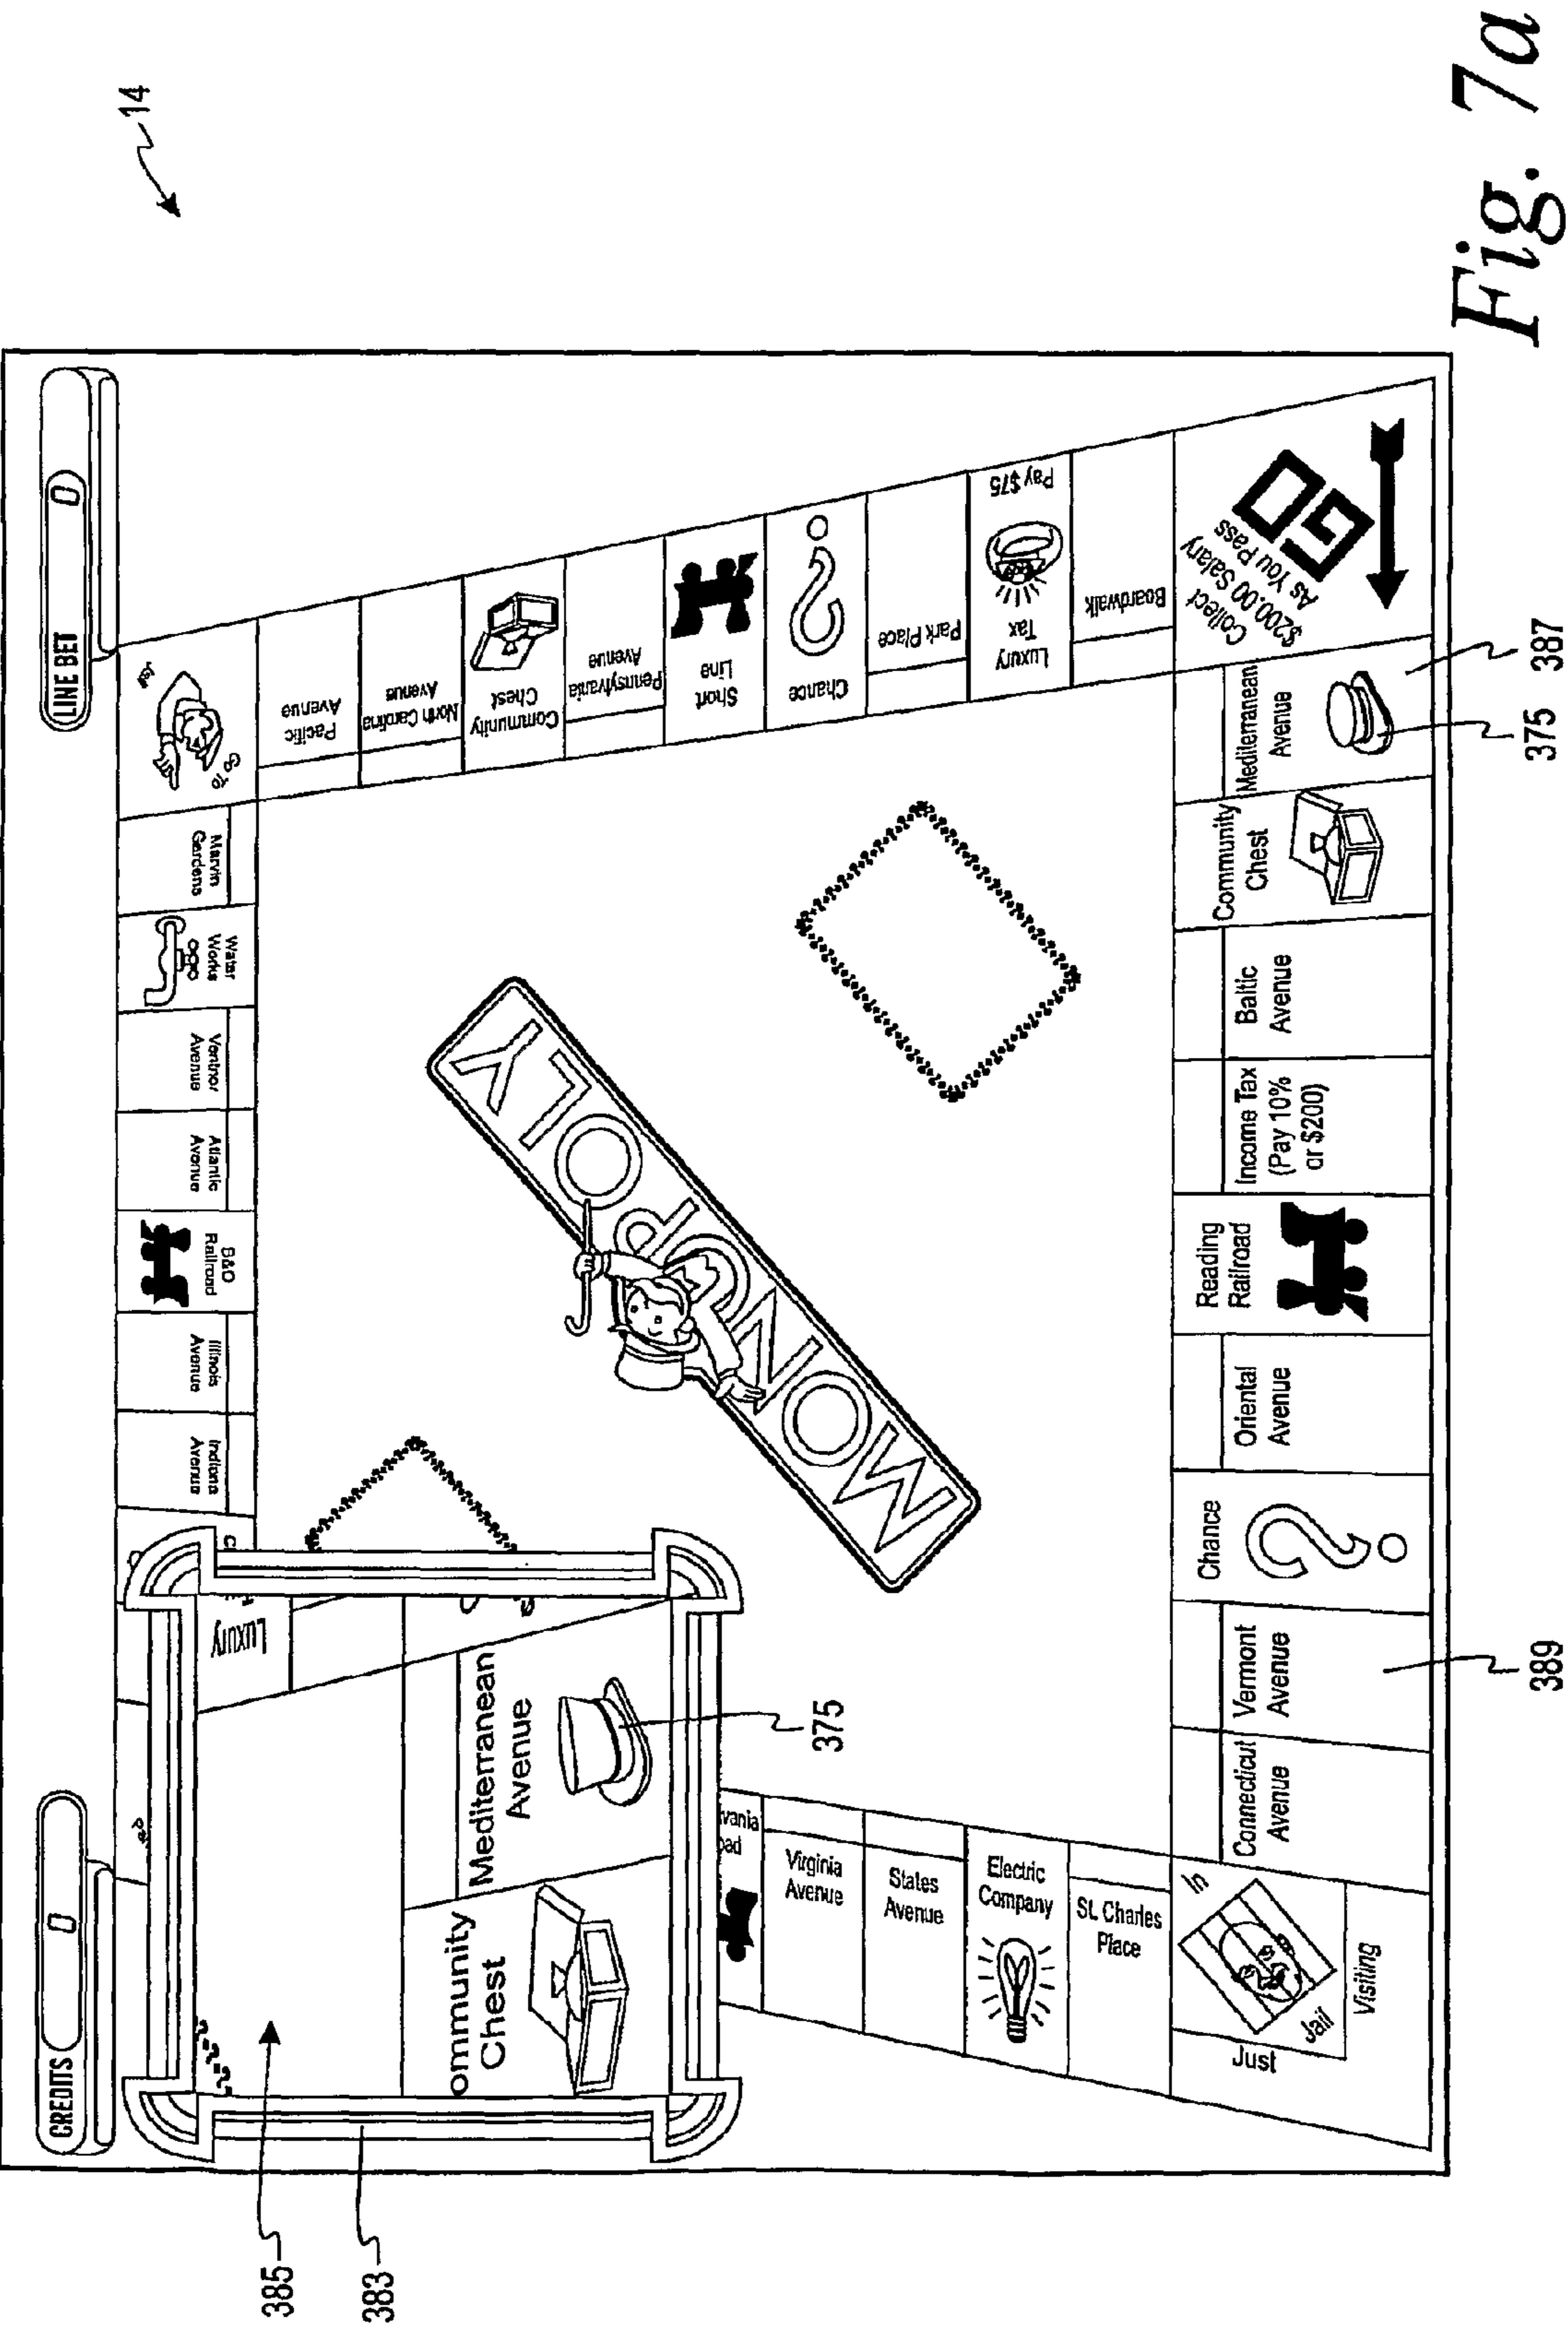 14
CREDITS 0
LINE BET 0
385
383
Luxury
Mediterranean
Avenue
ommunity
Chest
375
C
Indiana
Avenue
Illinois
Avenue
B&O
Railroad
Atlantic
Avenue
Ventnor
Avenue
Water
Works
Marvin
Gardens
GO
TO
Jail
Pacific
Avenue
North Carolina
Avenue
Community
Chest
Pennsylvania
Avenue
Short
Line
Chance
?
Park Place
Luxury
Tax
Pay $75
Boardwalk
MONOPOLY
vania
oad
Virginia
Avenue
States
Avenue
Electric
Company
St. Charles
Place
In
Jail
Just
Visiting
Connecticut
Avenue
Vermont
Avenue
Chance
?
Oriental
Avenue
Reading
Railroad
Income Tax
(Pay 10%
or $200)
Baltic
Avenue
Community
Chest
Mediterranean
Avenue
Collect
$200.00 Salary
As You Pass
GO
389
375
387
Fig. 7a